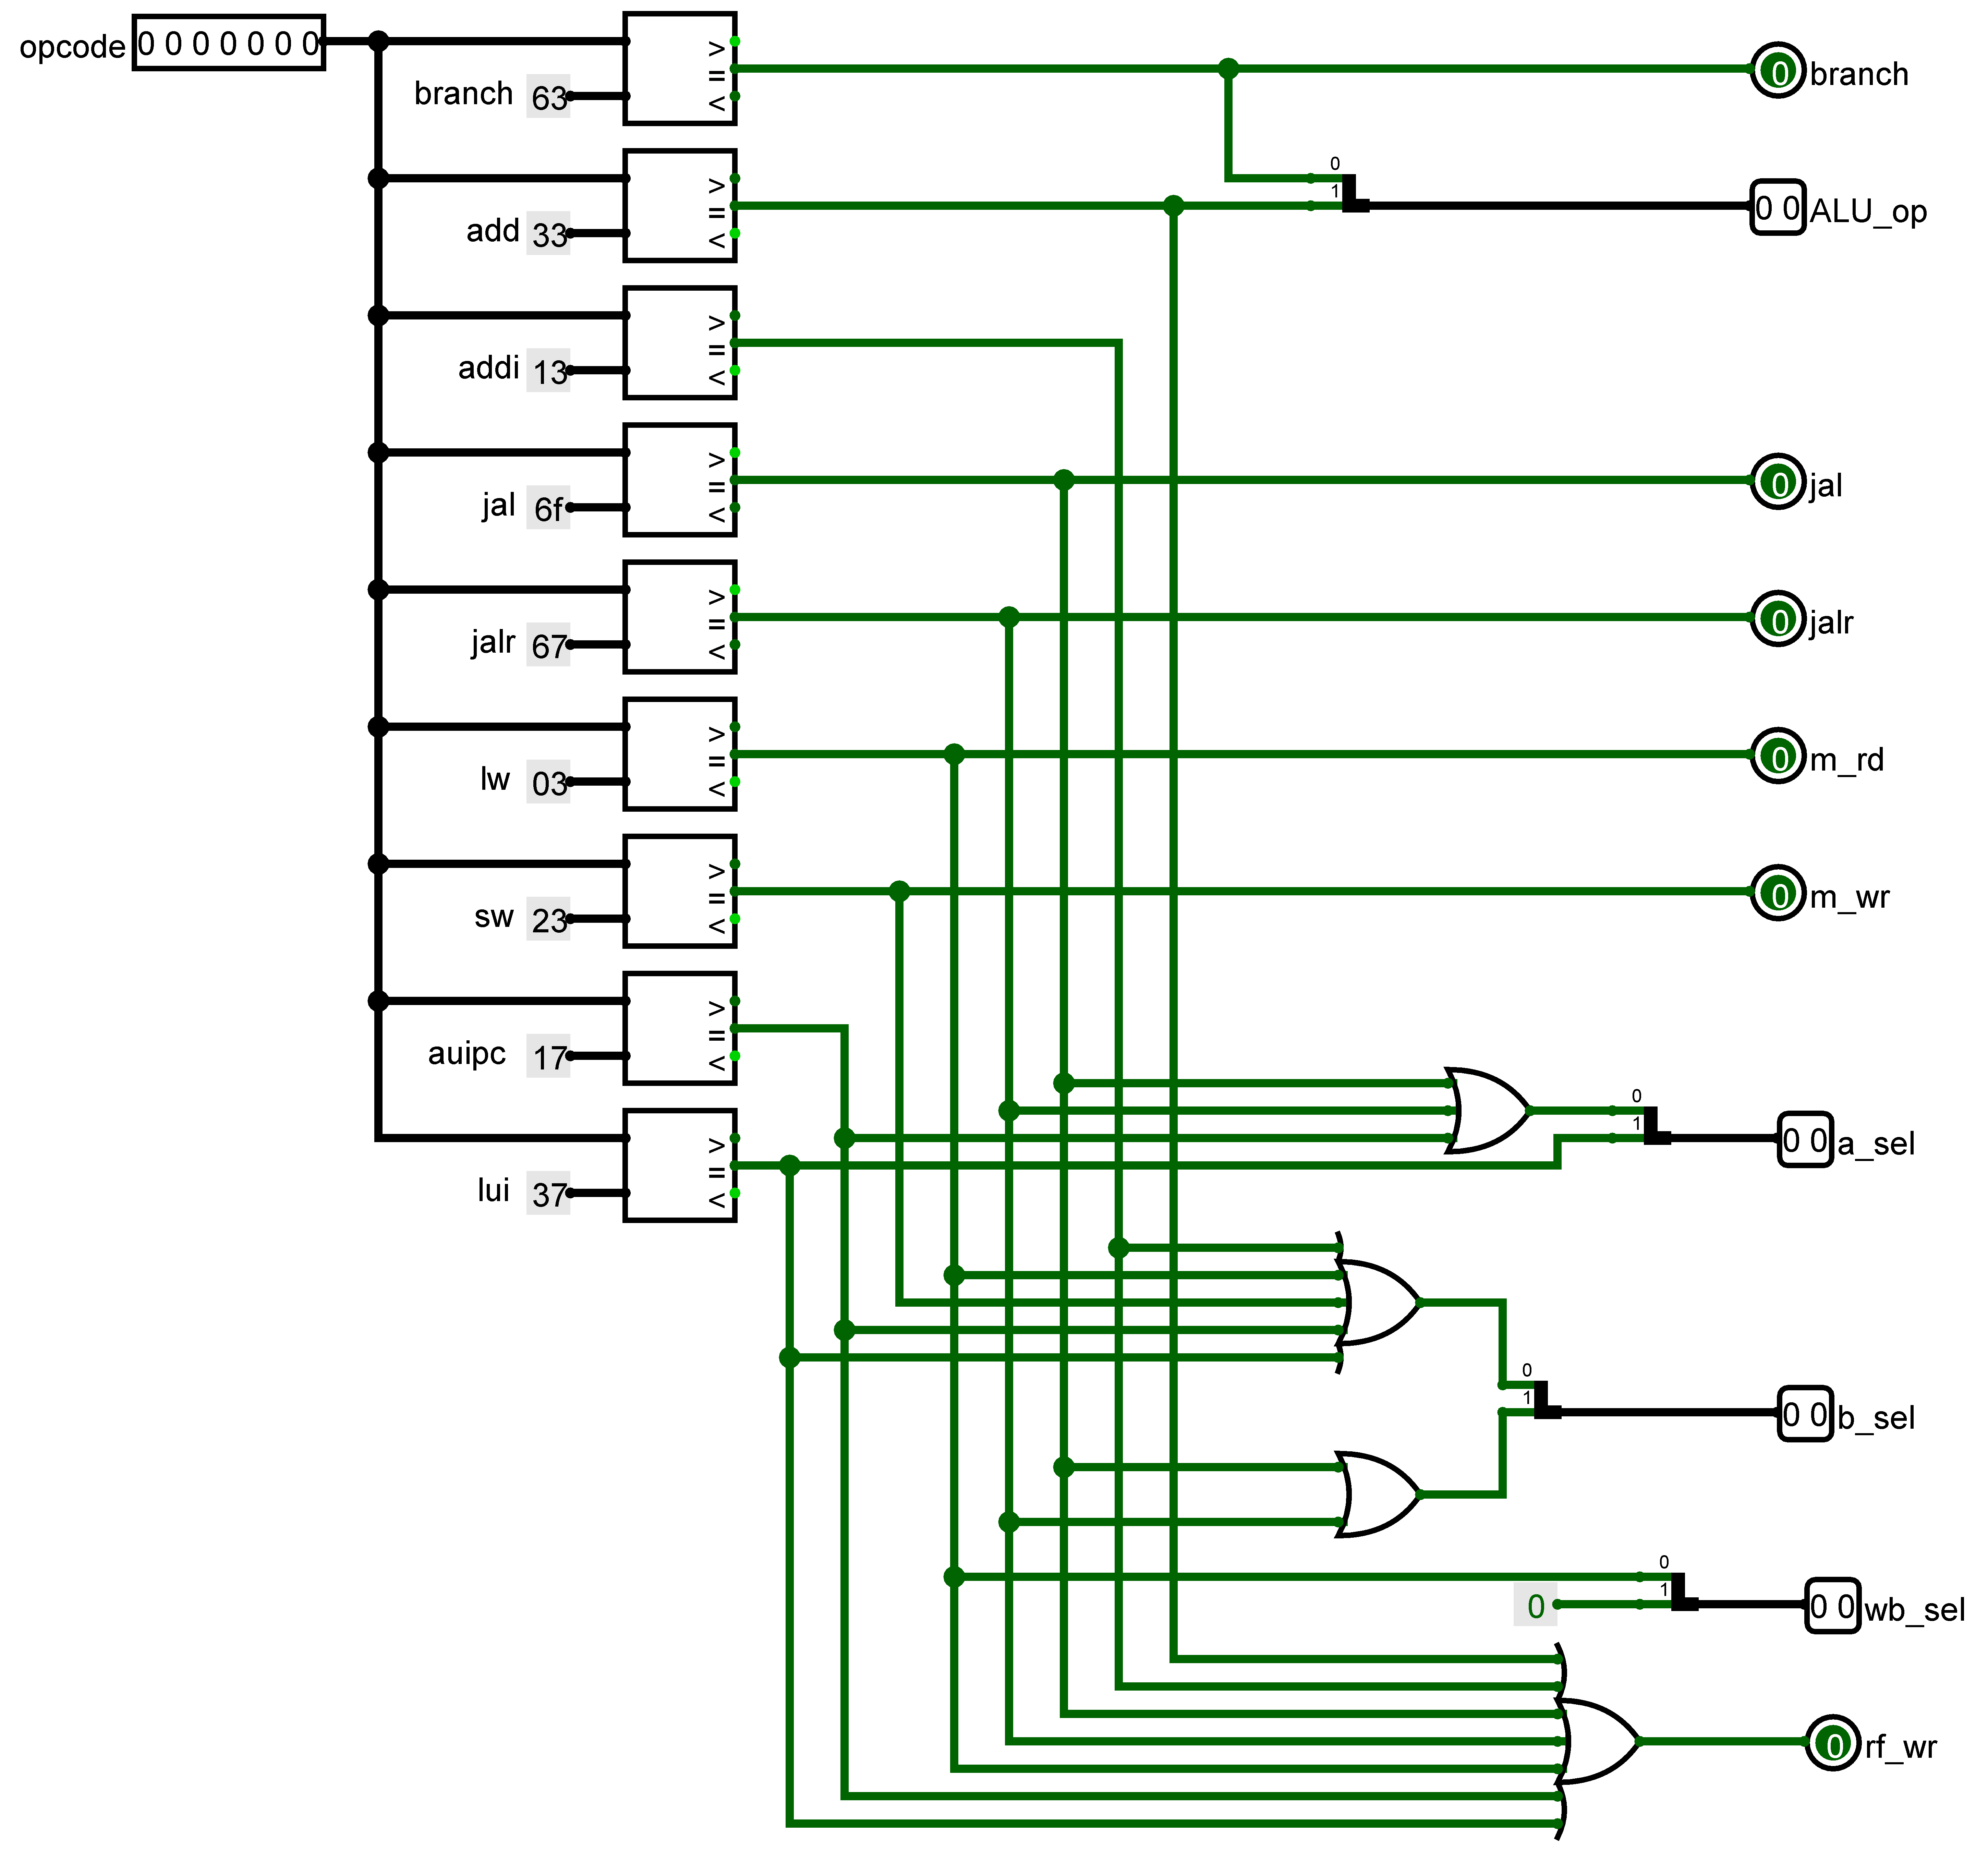 opcode 0 0 0 0 0 0 0
>
=
<
branch 63
0 branch
>
=
<
add 33
0
1
0 0 ALU_op
>
=
<
addi 13
>
=
<
jal 6f
0 jal
>
=
<
jalr 67
0 jalr
>
=
<
lw 03
0 m_rd
>
=
<
sw 23
0 m_wr
>
=
<
auipc 17
>
=
<
lui 37
0
1
0 0 a_sel
0
1
0 0 b_sel
0
1
0
0 0 wb_sel
0 rf_wr